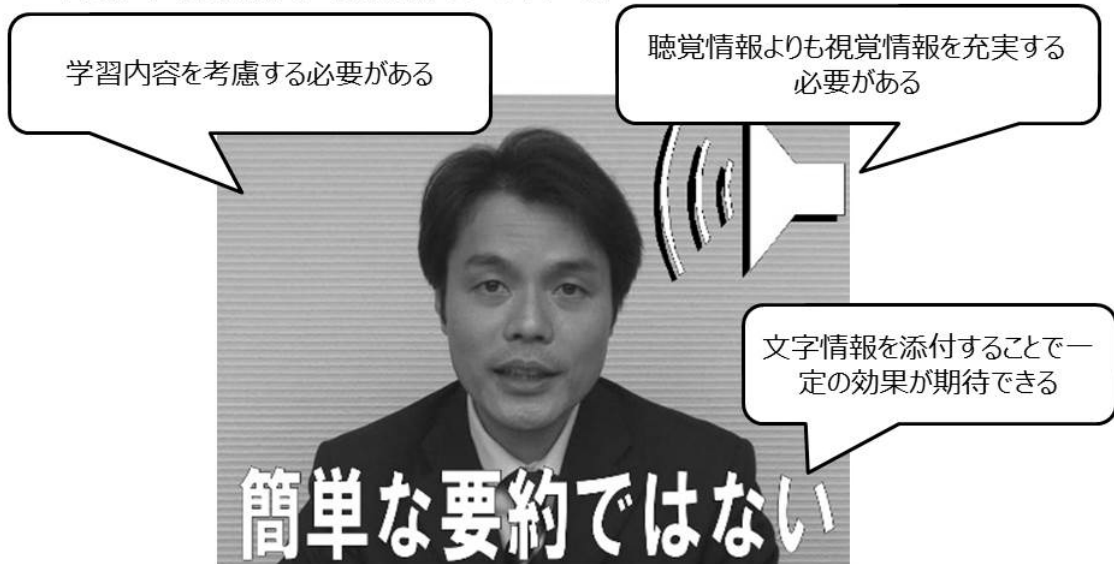 学習内容を考慮する必要がある
聴覚情報よりも視覚情報を充実する
必要がある
文字情報を添付することで一
定の効果が期待できる
簡単な要約ではない